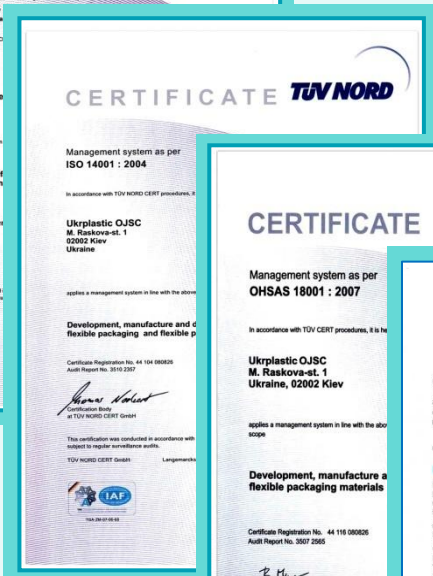 CERTIFICATE
TÜV NORD
Management system as per
ISO 14001 : 2004
In accordance with TÜV NORD CERT procedures, it
Ukrplastic OJSC
M. Raskova-st. 1
02002 Kiev
Ukraine
applies a management system in line with the above
Development, manufacture and d
flexible packaging and flexible p
Certificate Registration No. 44 104 080826
Audit Report No. 3510 2357
Certification Body
at TÜV NORD CERT GmbH
This certification was conducted in accordance with
subject to regular surveillance audits.
TÜV NORD CERT GmbH
Langemarcks
IAF
CERTIFICATE
Management system as per
OHSAS 18001 : 2007
In accordance with TÜV CERT procedures, it is he
Ukrplastic OJSC
M. Raskova-st. 1
Ukraine, 02002 Kiev
applies a management system in line with the abov
scope
Development, manufacture a
flexible packaging materials
Certificate Registration No. 44 116 080826
Audit Report No. 3507 2565